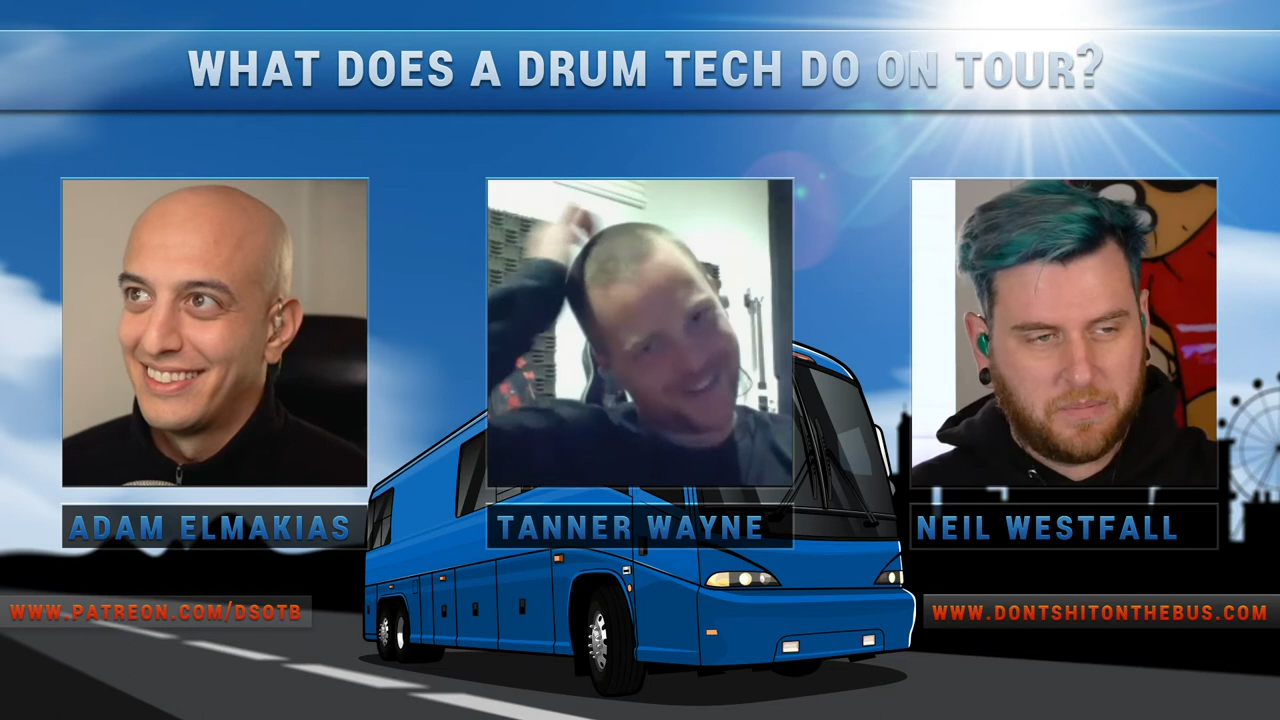 WHAT DOES A DRUM TECH DO ON TOUR?
ADAM ELMAKIAS
TANNER WAYNE
NEIL WESTFALL
WWW.PATREON.COM/DSOTB
WWW.DONTSHITONTHEBUS.COM